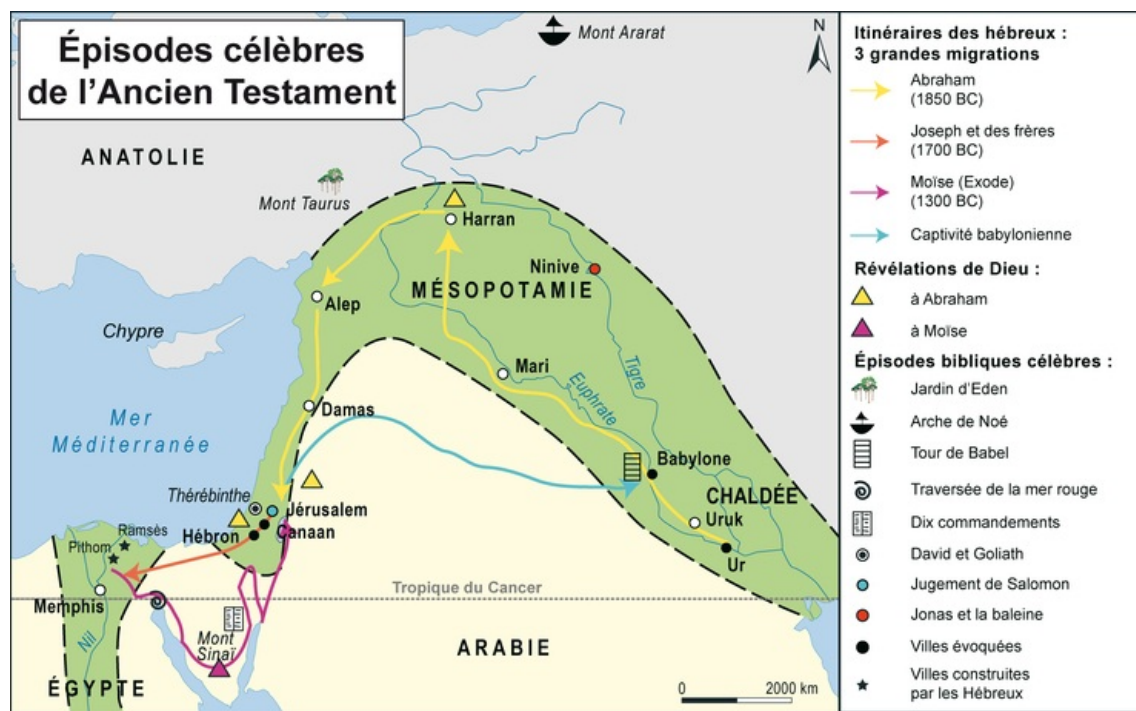 Épisodes célèbres
de l'Ancien Testament
Mont Ararat
N
ANATOLIE
Mont Taurus
Harran
Ninive
MÉSOPOTAMIE
Alep
Chypre
Mari
Tigre
Euphrate
Damas
Mer
Méditerranée
Babylone
Thérébinthe
CHALDÉE
Jérusalem
Uruk
Ramsès
Hébron
Canaan
Pithom
Ur
Tropique du Cancer
Memphis
Mont
Sinaï
Nil
ARABIE
ÉGYPTE
0 2000 km
Itinéraires des hébreux :
3 grandes migrations
Abraham
(1850 BC)
Joseph et des frères
(1700 BC)
Moïse (Exode)
(1300 BC)
Captivité babylonienne
Révélations de Dieu :
à Abraham
à Moïse
Épisodes bibliques célèbres :
Jardin d'Eden
Arche de Noé
Tour de Babel
Traversée de la mer rouge
Dix commandements
David et Goliath
Jugement de Salomon
Jonas et la baleine
Villes évoquées
Villes construites
par les Hébreux